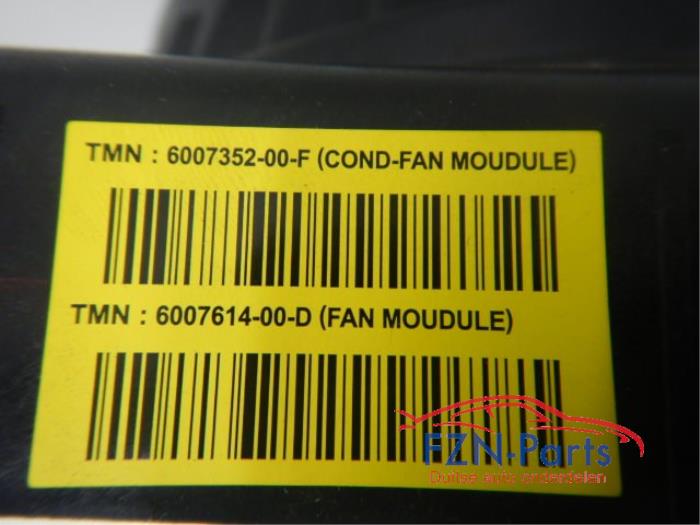 TMN : 6007352-00-F (COND-FAN MOUDULE)
TMN : 6007614-00-D (FAN MOUDULE)
FZN-Parts
Duitse auto onderdelen